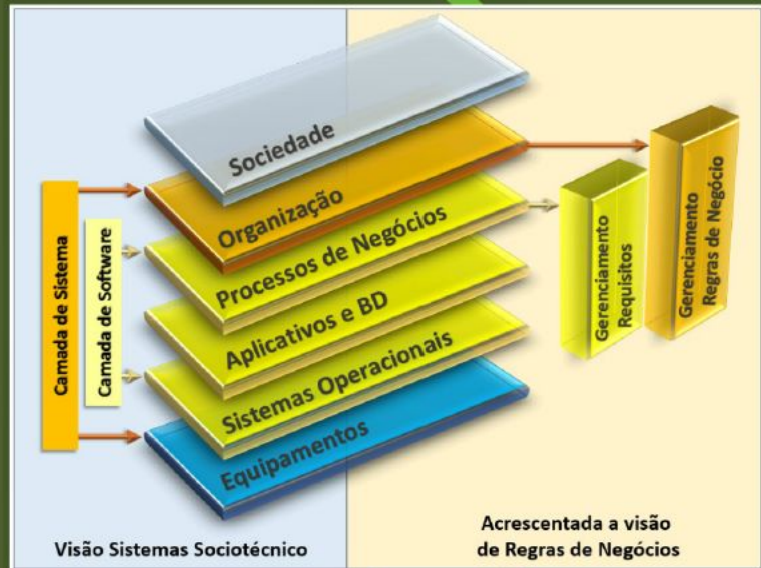 Sociedade
Organização
Processos de Negócios
Aplicativos e BD
Sistemas Operacionais
Equipamentos
Camada de Sistema
Camada de Software
Gerenciamento
Requisitos
Gerenciamento
Regras de Negócio
Visão Sistemas Sociotécnico
Acrescentada a visão
de Regras de Negócios